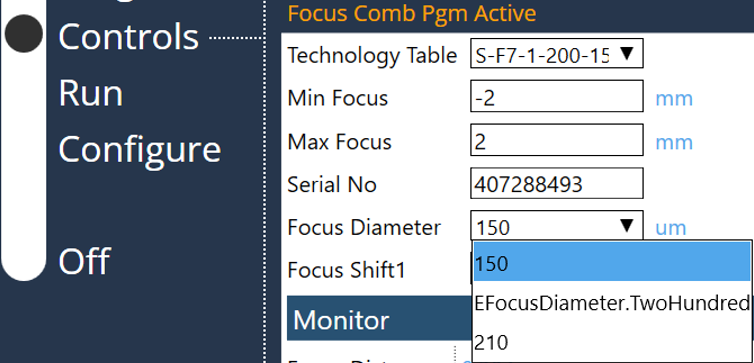 Focus Comb Pgm Active
Controls
Technology Table S-F7-1-200-15
Min Focus -2 mm
Run
Max Focus 2 mm
Configure
Serial No 407288493
Focus Diameter 150 um
Off
Focus Shift1 150
EFocusDiameter.TwoHundred
Monitor
210